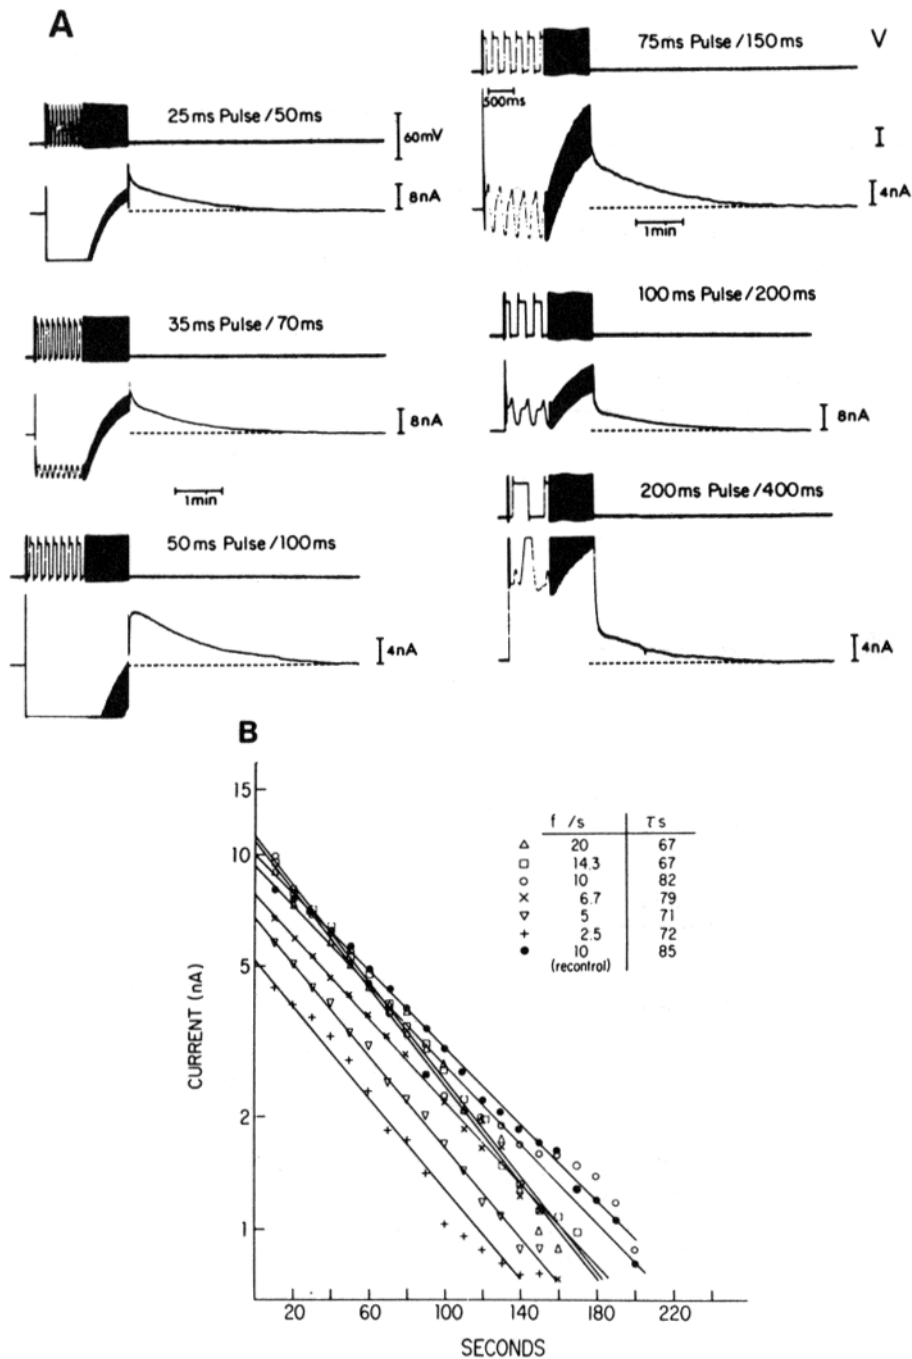 A
25ms Pulse/50ms
60mV
8nA
35ms Pulse/70ms
8nA
1min
50ms Pulse/100ms
4nA
75ms Pulse/150ms
V
500ms
I
4nA
1min
100ms Pulse/200ms
8nA
200ms Pulse/400ms
4nA
B
15
10
5
2
1
CURRENT (nA)
20 60 100 140 180 220
SECONDS
f /s τ s
20 67
14.3 67
10 82
6.7 79
5 71
2.5 72
10 85
(recontrol)